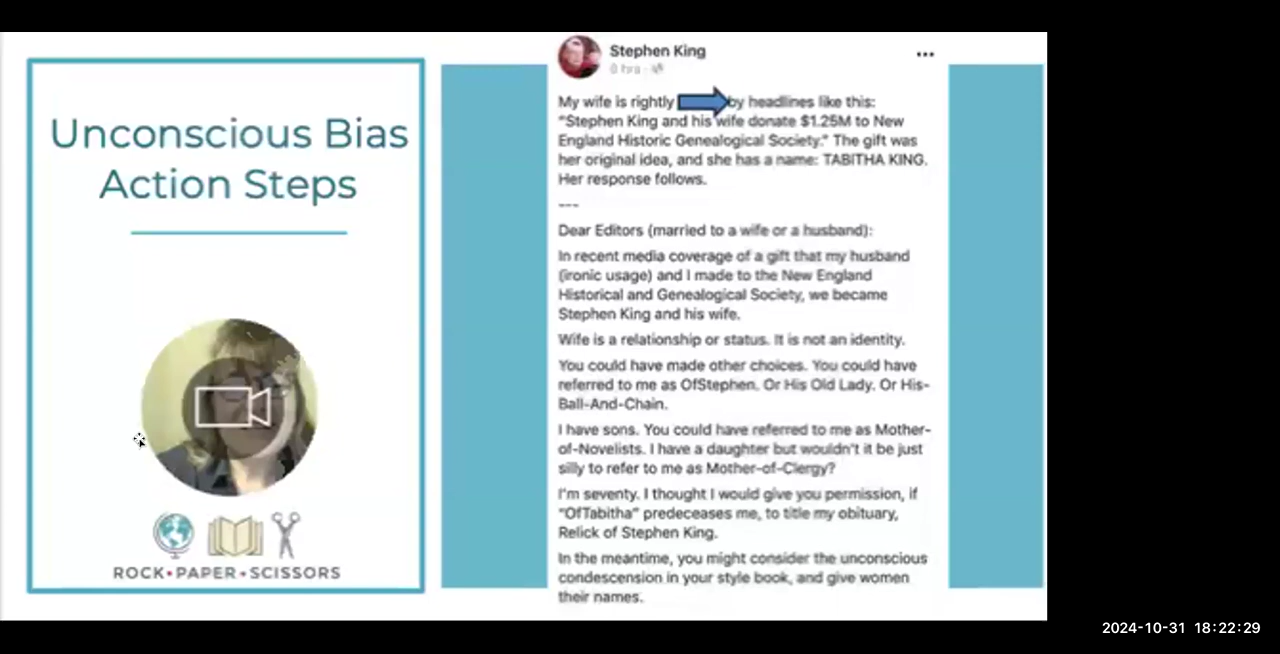 Unconscious Bias
Action Steps
ROCK•PAPER•SCISSORS
Stephen King
hrs
My wife is rightly by headlines like this:
"Stephen King and his wife donate $1.25M to New
England Historic Genealogical Society." The gift was
her original idea, and she has a name: TABITHA KING.
Her response follows.
---
Dear Editors (married to a wife or a husband):
In recent media coverage of a gift that my husband
(ironic usage) and I made to the New England
Historical and Genealogical Society, we became
Stephen King and his wife.
Wife is a relationship or status. It is not an identity.
You could have made other choices. You could have
referred to me as OfStephen. Or His Old Lady. Or His-
Ball-And-Chain.
I have sons. You could have referred to me as Mother-
of-Novelists. I have a daughter but wouldn't it be just
silly to refer to me as Mother-of-Clergy?
I'm seventy. I thought I would give you permission, if
"OfTabitha" predeceases me, to title my obituary,
Relick of Stephen King.
In the meantime, you might consider the unconscious
condescension in your style book, and give women
their names.
2024-10-31 18:22:29